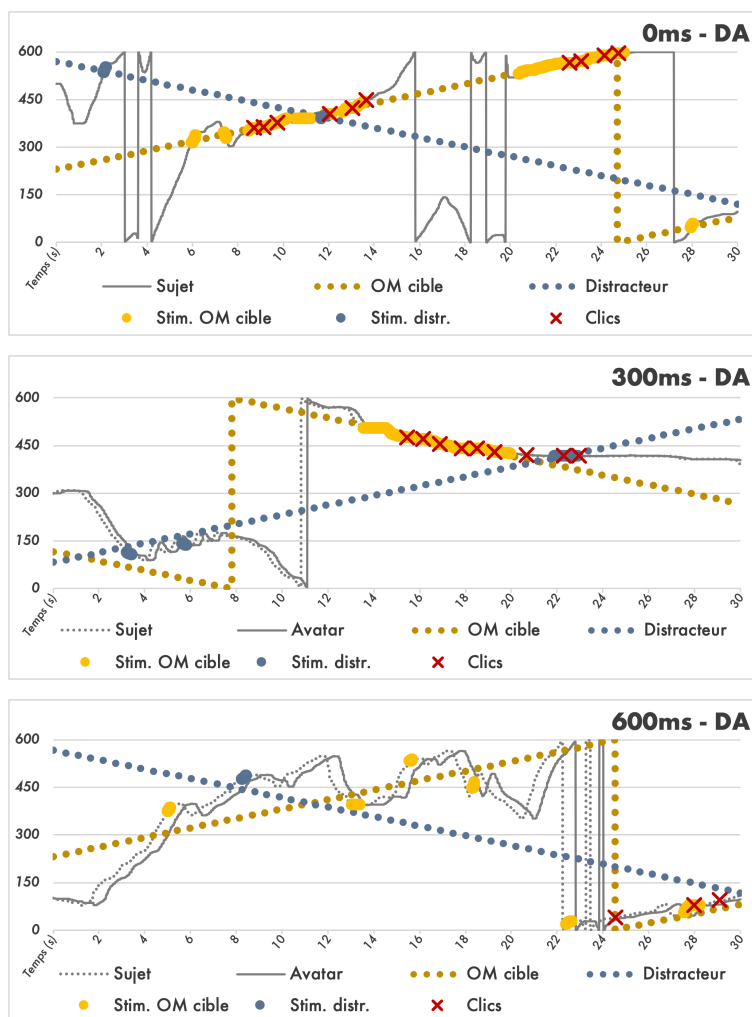 0ms - DA
600
450
300
150
0
Temps (s) 2 4 6 8 10 12 14 16 18 20 22 24 26 28 30
Sujet OM cible Distracteur
Stim. OM cible Stim. distr. Clics
300ms - DA
600
450
300
150
0
Temps (s) 2 4 6 8 10 12 14 16 18 20 22 24 26 28 30
Sujet Avatar OM cible Distracteur
Stim. OM cible Stim. distr. Clics
600ms - DA
600
450
300
150
0
Temps (s) 2 4 6 8 10 12 14 16 18 20 22 24 26 28 30
Sujet Avatar OM cible Distracteur
Stim. OM cible Stim. distr. Clics